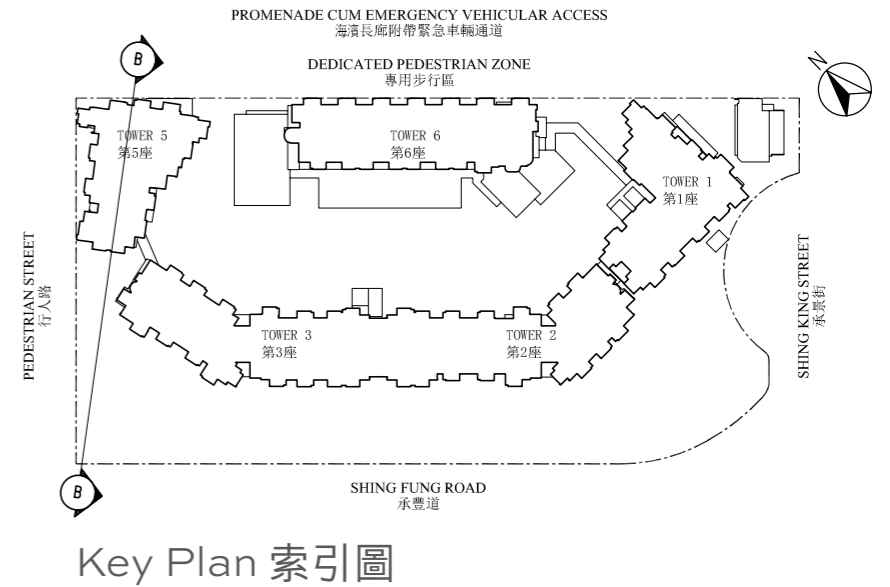 PROMENADE CUM EMERGENCY VEHICULAR ACCESS
海濱長廊附帶緊急車輛通道
DEDICATED PEDESTRIAN ZONE
專用步行區
B
N
TOWER 5
第5座
TOWER 6
第6座
TOWER 1
第1座
PEDESTRIAN STREET
行人路
SHING KING STREET
承景街
TOWER 3
第3座
TOWER 2
第2座
B
SHING FUNG ROAD
承豐道
Key Plan 索引圖